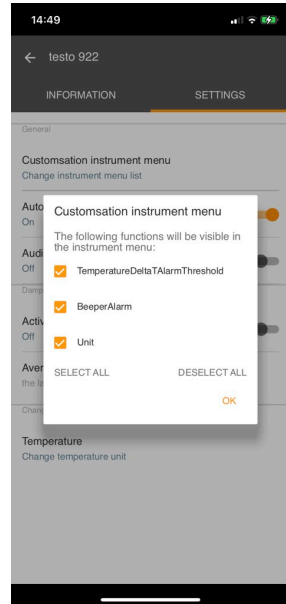 14:49
testo 922
INFORMATION
SETTINGS
General
Customsation instrument menu
Change instrument menu list
Auto
On
Customsation instrument menu
The following functions will be visible in
the instrument menu:
TemperatureDeltaTAlarmThreshold
BeeperAlarm
Unit
SELECT ALL
DESELECT ALL
OK
Audi
Off
Damp
Activ
Off
Aver
the la
Chang
Temperature
Change temperature unit